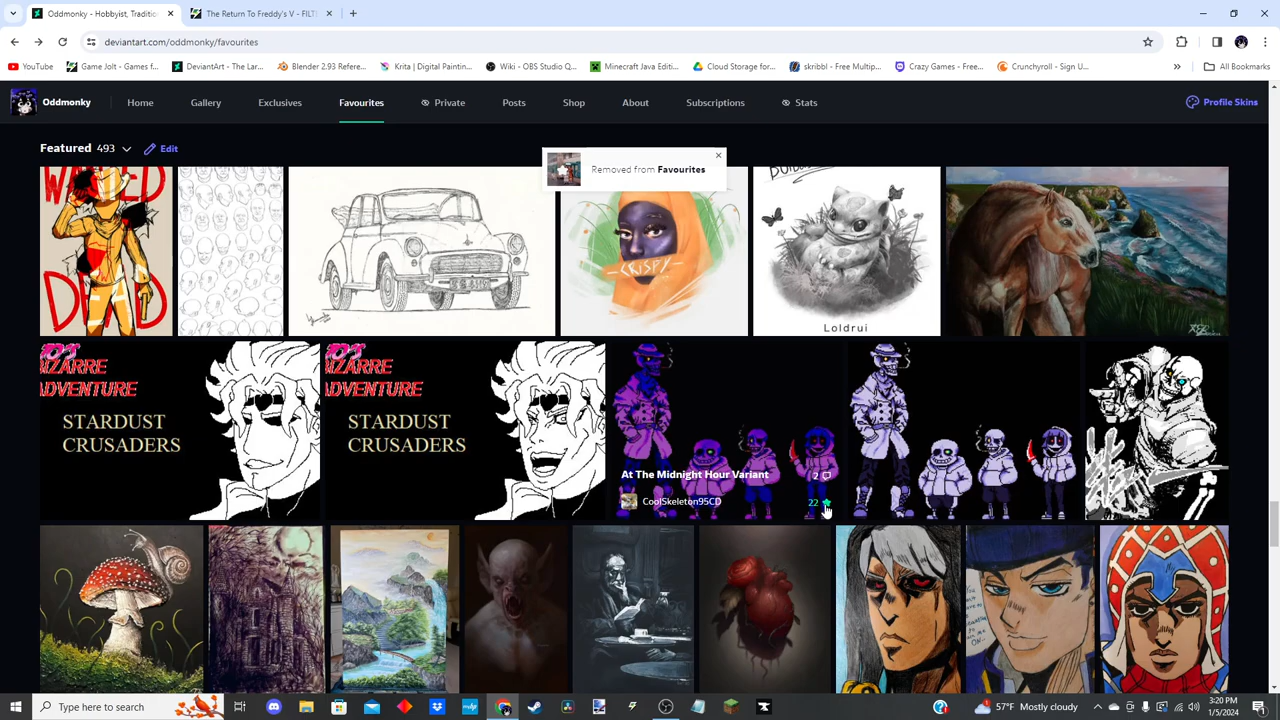 Oddmonky - Hobbyist, Traditio
The Return To Freddy's V - FILT
deviantart.com/oddmonky/favourites
YouTube
Game Jolt - Games f...
DeviantArt - The Lar...
Blender 2.93 Refere...
Krita | Digital Paintin...
Wiki - OBS Studio Q...
Minecraft Java Editi...
Cloud Storage for...
skribbl - Free Multip...
Crazy Games - Free...
Crunchyroll - Sign U...
»
All Bookmarks
Oddmonky
Home
Gallery
Exclusives
Favourites
Private
Posts
Shop
About
Subscriptions
Stats
Profile Skins
Featured 493
Edit
Removed from Favourites
DEAD
CRISPY
Loldrui
BIZARRE
ADVENTURE
STARDUST
CRUSADERS
BIZARRE
ADVENTURE
STARDUST
CRUSADERS
At The Midnight Hour Variant
2
CoolSkeleton95CD
22
Type here to search
57°F Mostly cloudy
3:20 PM
1/5/2024